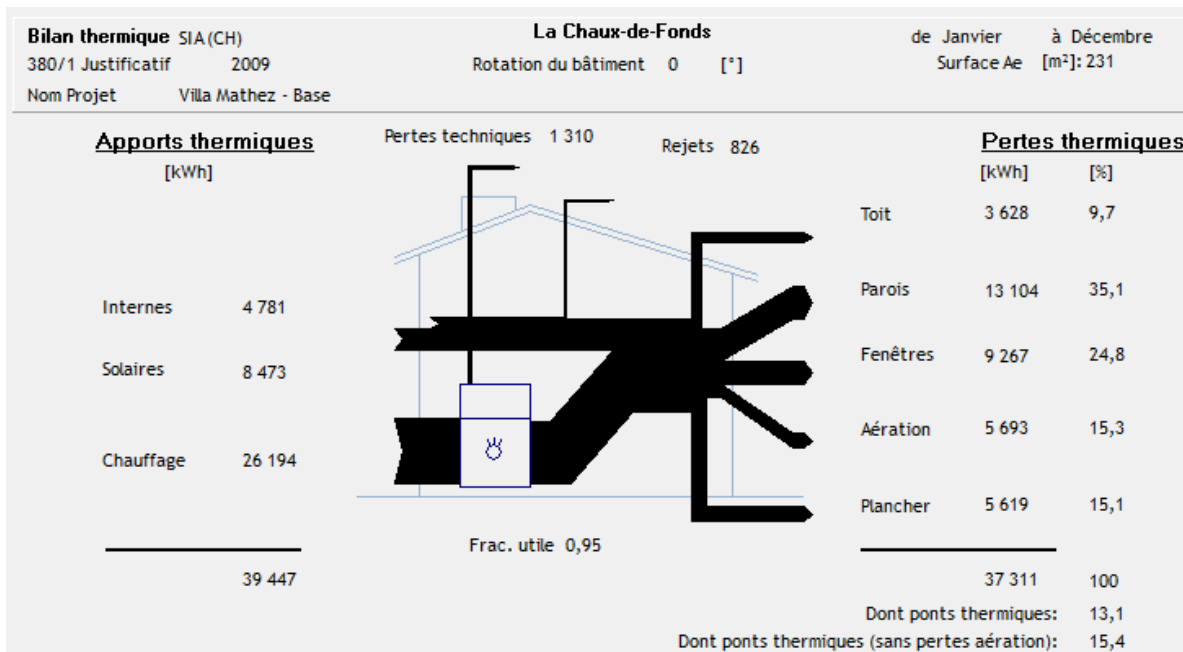 Bilan thermique SIA(CH) La Chaux-de-Fonds de Janvier à Décembre
380/1 Justificatif 2009 Rotation du bâtiment 0 [°] Surface Ae [m²]: 231
Nom Projet Villa Mathez - Base
Apports thermiques Pertes techniques 1 310 Rejets 826 Pertes thermiques
[kWh] [kWh] [%]
Toit 3 628 9,7
Parois 13 104 35,1
Internes 4 781
Fenêtres 9 267 24,8
Solaires 8 473
Aération 5 693 15,3
Chauffage 26 194
Plancher 5 619 15,1
Frac. utile 0,95
39 447 37 311 100
Dont ponts thermiques: 13,1
Dont ponts thermiques (sans pertes aération): 15,4